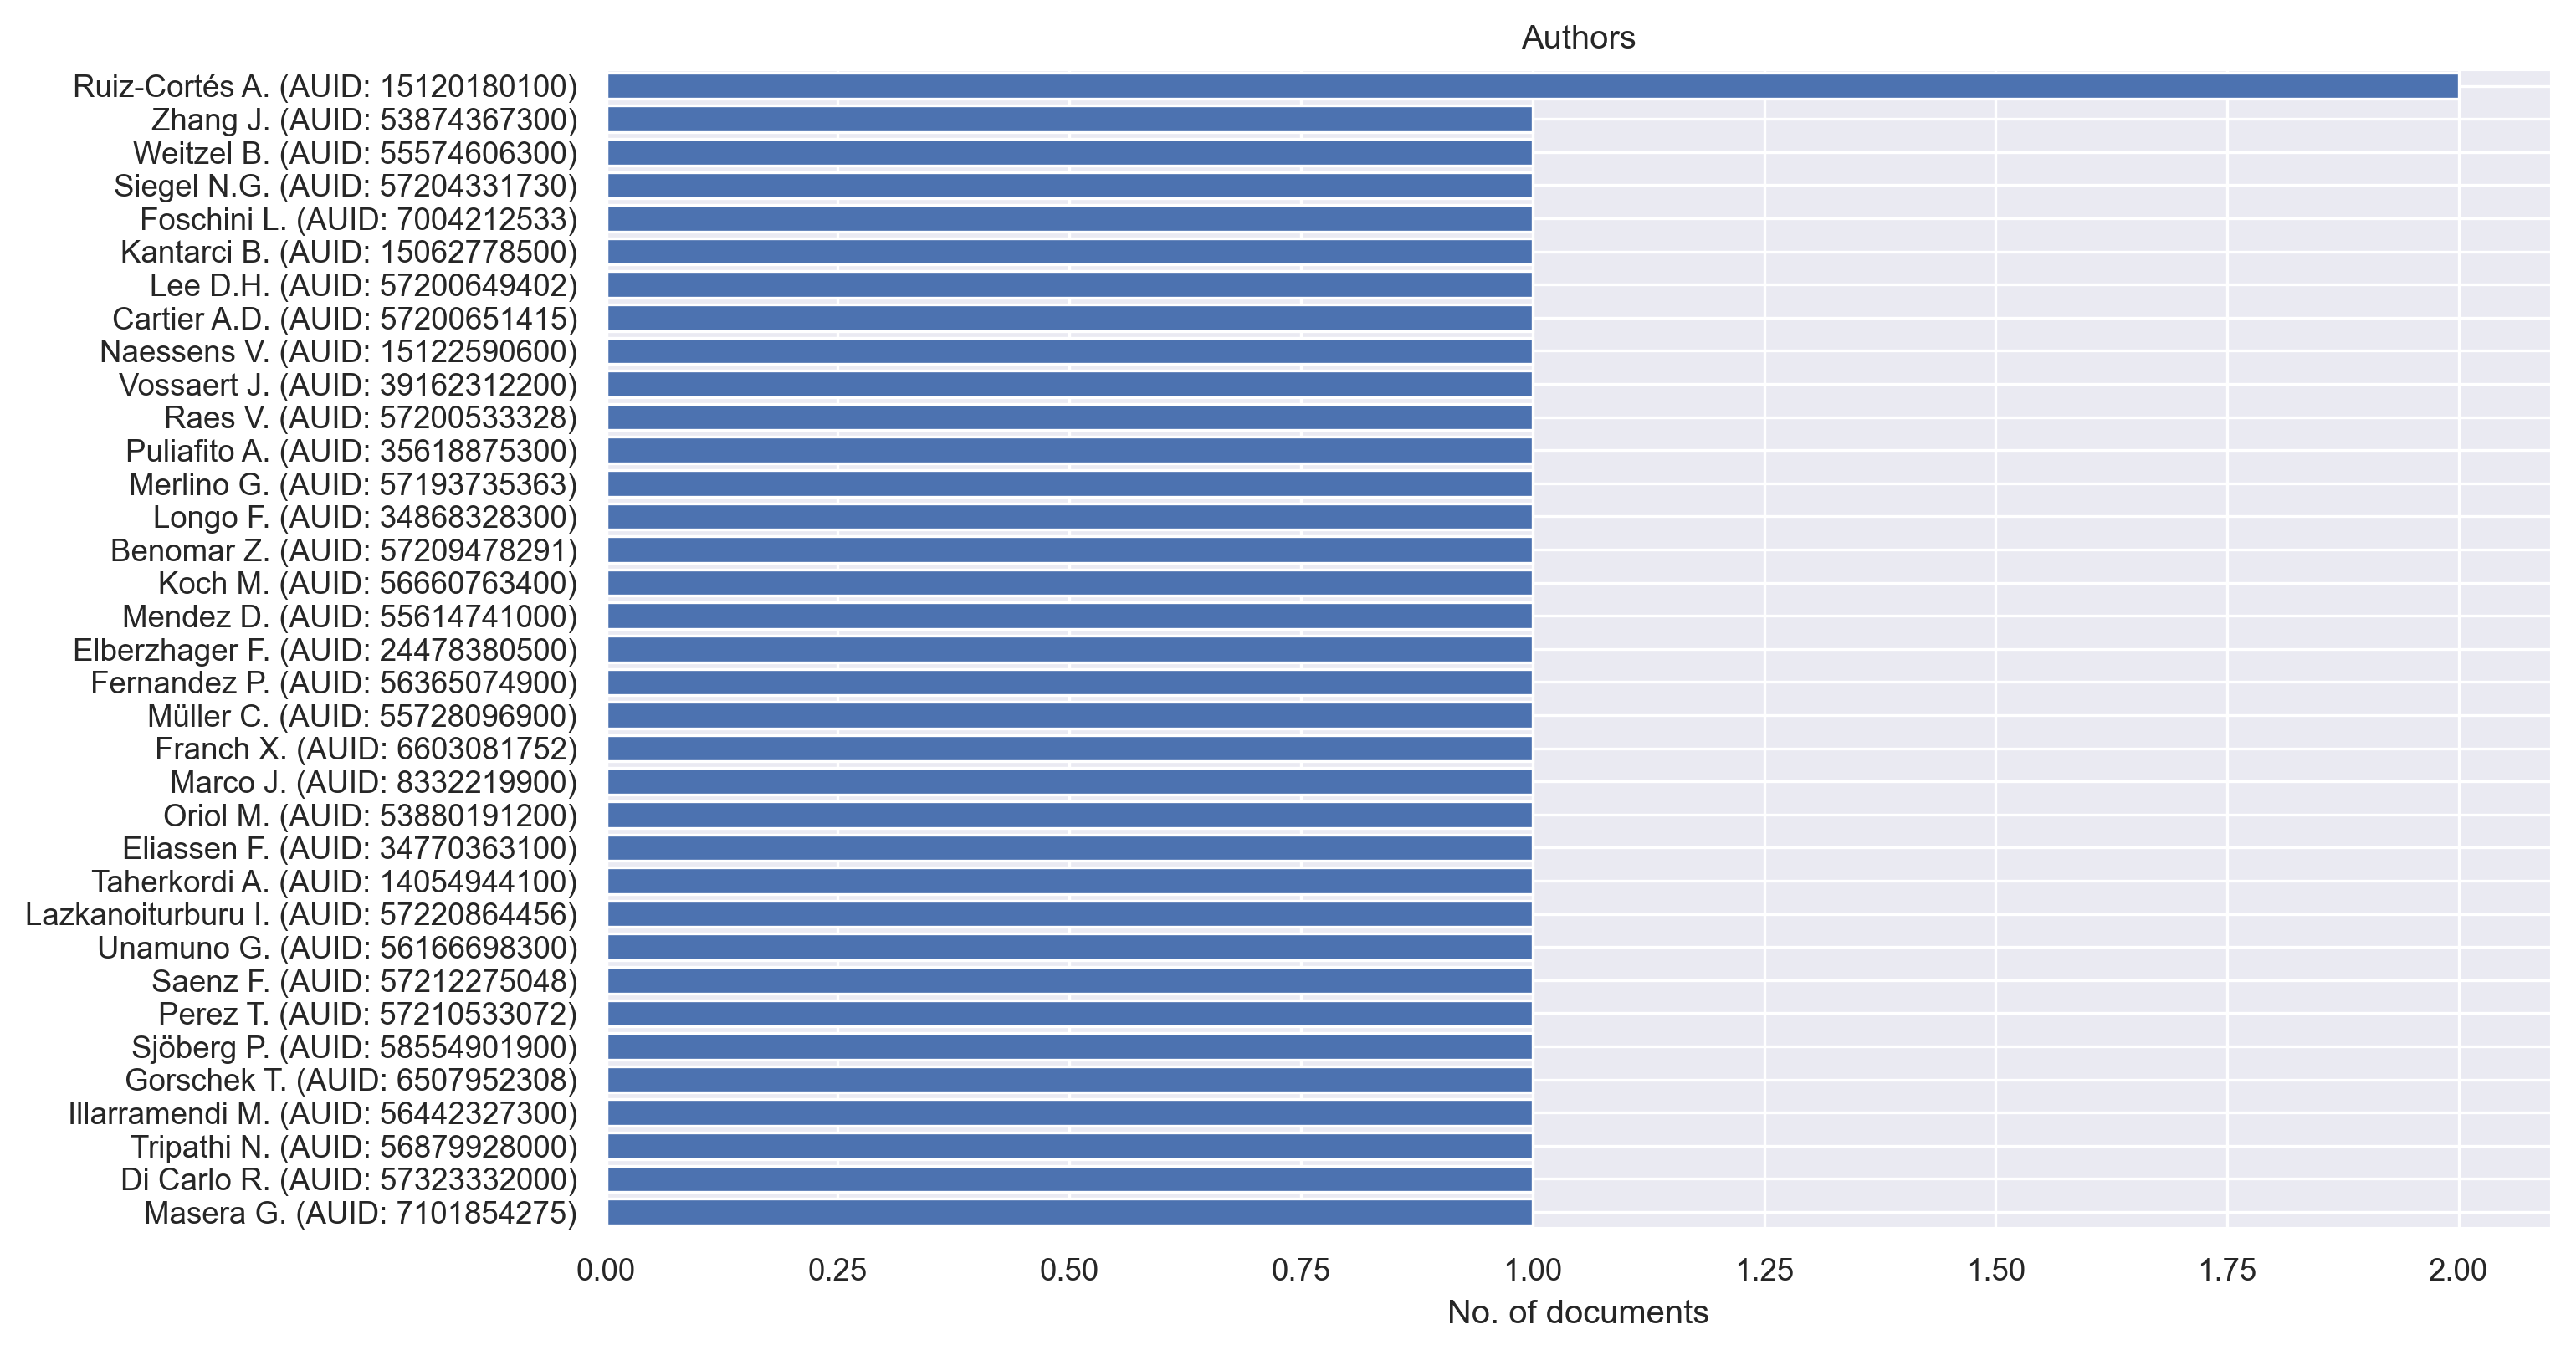 Authors
Ruiz-Cortés A. (AUID: 15120180100)
Zhang J. (AUID: 53874367300)
Weitzel B. (AUID: 55574606300)
Siegel N.G. (AUID: 57204331730)
Foschini L. (AUID: 7004212533)
Kantarci B. (AUID: 15062778500)
Lee D.H. (AUID: 57200649402)
Cartier A.D. (AUID: 57200651415)
Naessens V. (AUID: 15122590600)
Vossaert J. (AUID: 39162312200)
Raes V. (AUID: 57200533328)
Puliafito A. (AUID: 35618875300)
Merlino G. (AUID: 57193735363)
Longo F. (AUID: 34868328300)
Benomar Z. (AUID: 57209478291)
Koch M. (AUID: 56660763400)
Mendez D. (AUID: 55614741000)
Elberzhager F. (AUID: 24478380500)
Fernandez P. (AUID: 56365074900)
Müller C. (AUID: 55728096900)
Franch X. (AUID: 6603081752)
Marco J. (AUID: 8332219900)
Oriol M. (AUID: 53880191200)
Eliassen F. (AUID: 34770363100)
Taherkordi A. (AUID: 14054944100)
Lazkanoiturburu I. (AUID: 57220864456)
Unamuno G. (AUID: 56166698300)
Saenz F. (AUID: 57212275048)
Perez T. (AUID: 57210533072)
Sjöberg P. (AUID: 58554901900)
Gorschek T. (AUID: 6507952308)
Illarramendi M. (AUID: 56442327300)
Tripathi N. (AUID: 56879928000)
Di Carlo R. (AUID: 57323332000)
Masera G. (AUID: 7101854275)
0.00 0.25 0.50 0.75 1.00 1.25 1.50 1.75 2.00
No. of documents